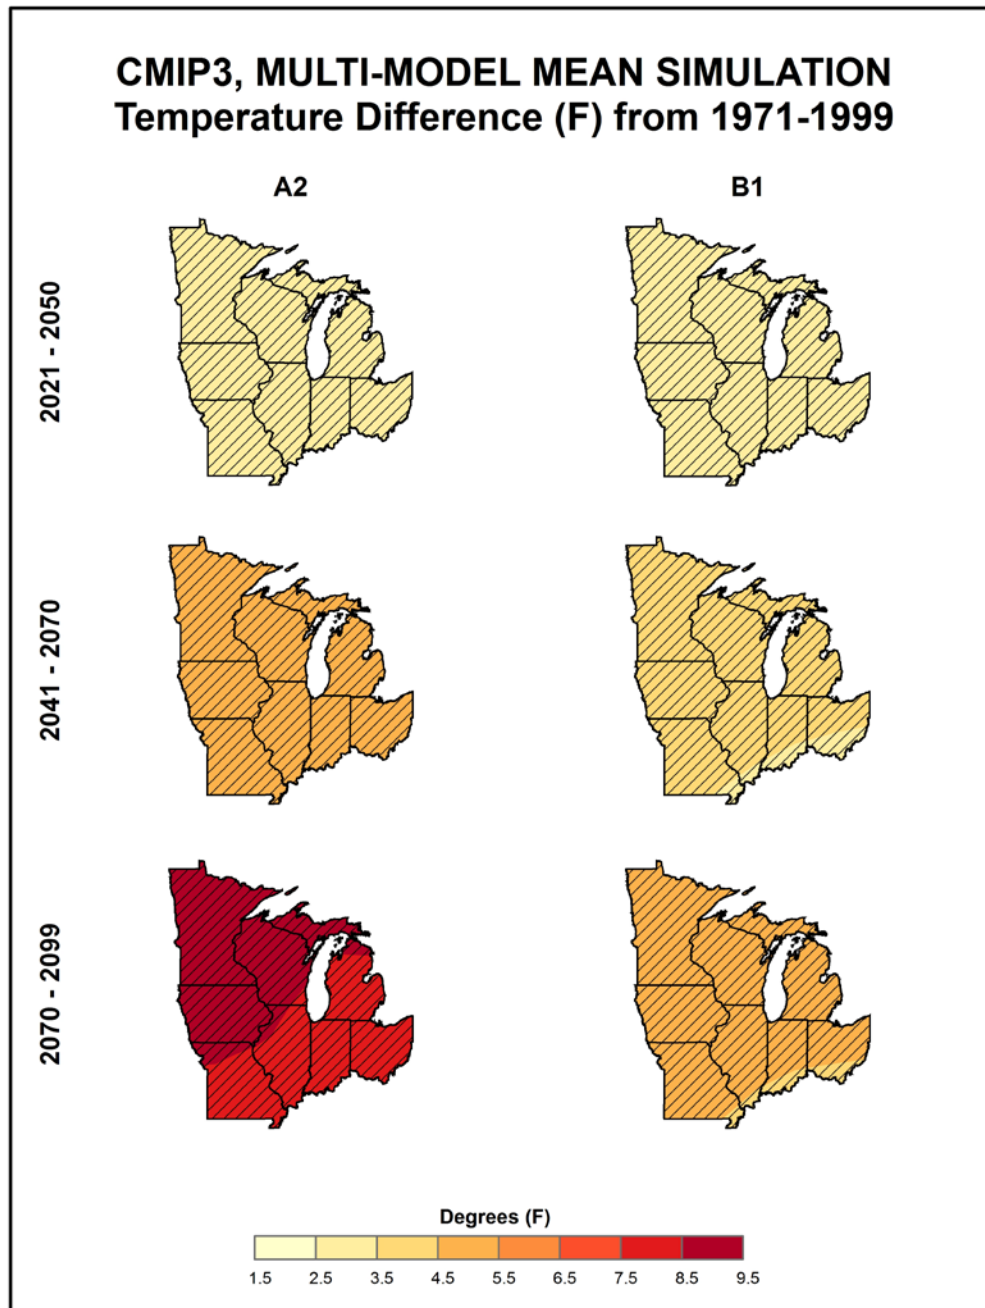 CMIP3, MULTI-MODEL MEAN SIMULATION
Temperature Difference (F) from 1971-1999
A2
B1
2021 - 2050
2041 - 2070
2070 - 2099
Degrees (F)
1.5 2.5 3.5 4.5 5.5 6.5 7.5 8.5 9.5